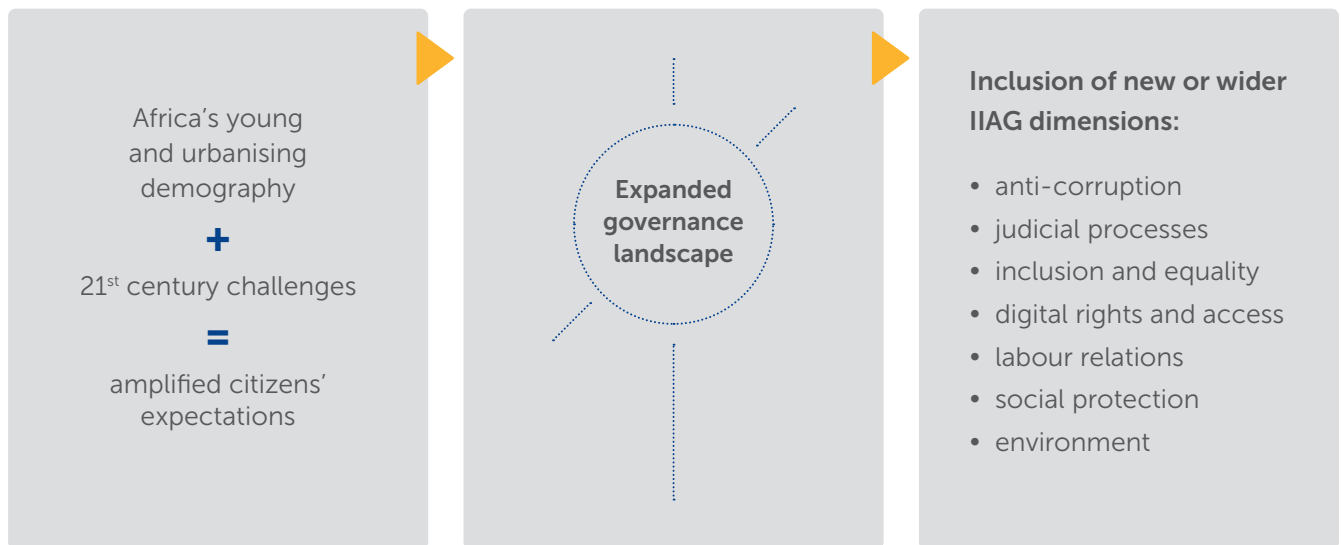 Africa’s young
and urbanising
demography
+
21st century challenges
=
amplified citizens’
expectations
Expanded
governance
landscape
Inclusion of new or wider
IIAG dimensions:
• anti-corruption
• judicial processes
• inclusion and equality
• digital rights and access
• labour relations
• social protection
• environment